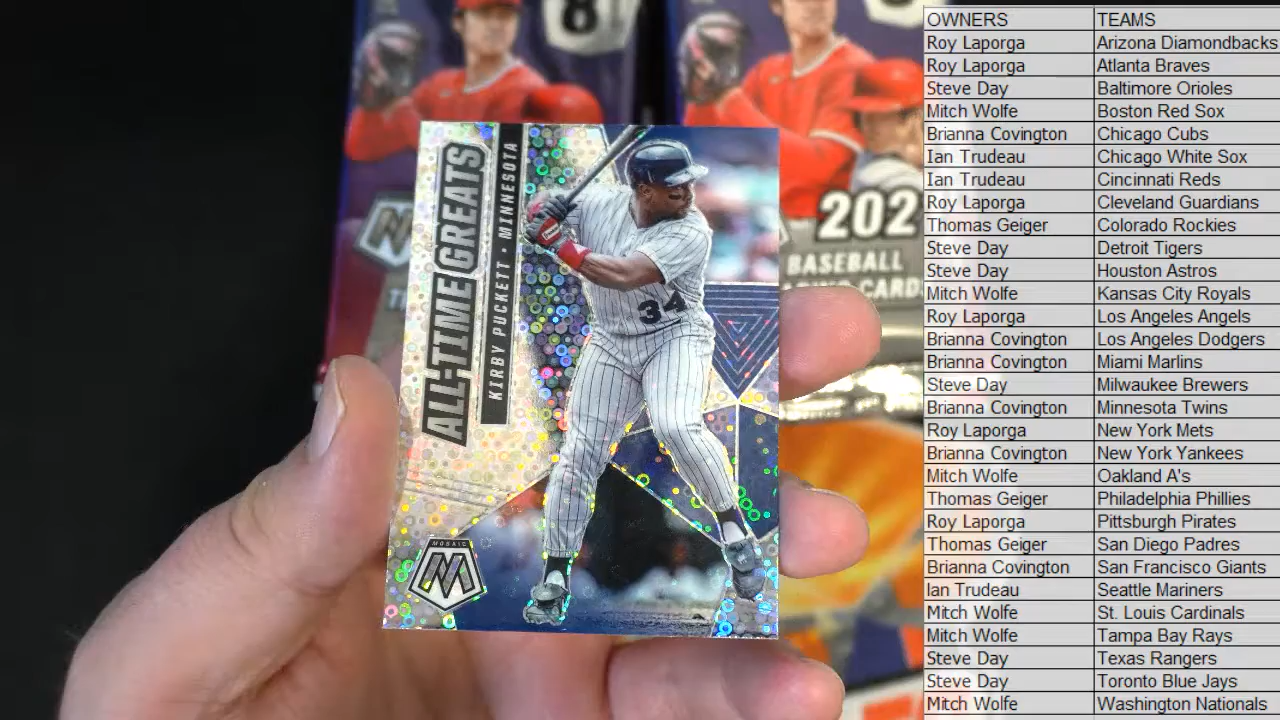 8
202
BASEBALL
ALL-TIME GREATS
KIRBY PUCKETT · MINNESOTA
34
MOSAIC
M
OWNERS TEAMS
Roy Laporga Arizona Diamondbacks
Roy Laporga Atlanta Braves
Steve Day Baltimore Orioles
Mitch Wolfe Boston Red Sox
Brianna Covington Chicago Cubs
Ian Trudeau Chicago White Sox
Ian Trudeau Cincinnati Reds
Roy Laporga Cleveland Guardians
Thomas Geiger Colorado Rockies
Steve Day Detroit Tigers
Steve Day Houston Astros
Mitch Wolfe Kansas City Royals
Roy Laporga Los Angeles Angels
Brianna Covington Los Angeles Dodgers
Brianna Covington Miami Marlins
Steve Day Milwaukee Brewers
Brianna Covington Minnesota Twins
Roy Laporga New York Mets
Brianna Covington New York Yankees
Mitch Wolfe Oakland A's
Thomas Geiger Philadelphia Phillies
Roy Laporga Pittsburgh Pirates
Thomas Geiger San Diego Padres
Brianna Covington San Francisco Giants
Ian Trudeau Seattle Mariners
Mitch Wolfe St. Louis Cardinals
Mitch Wolfe Tampa Bay Rays
Steve Day Texas Rangers
Steve Day Toronto Blue Jays
Mitch Wolfe Washington Nationals